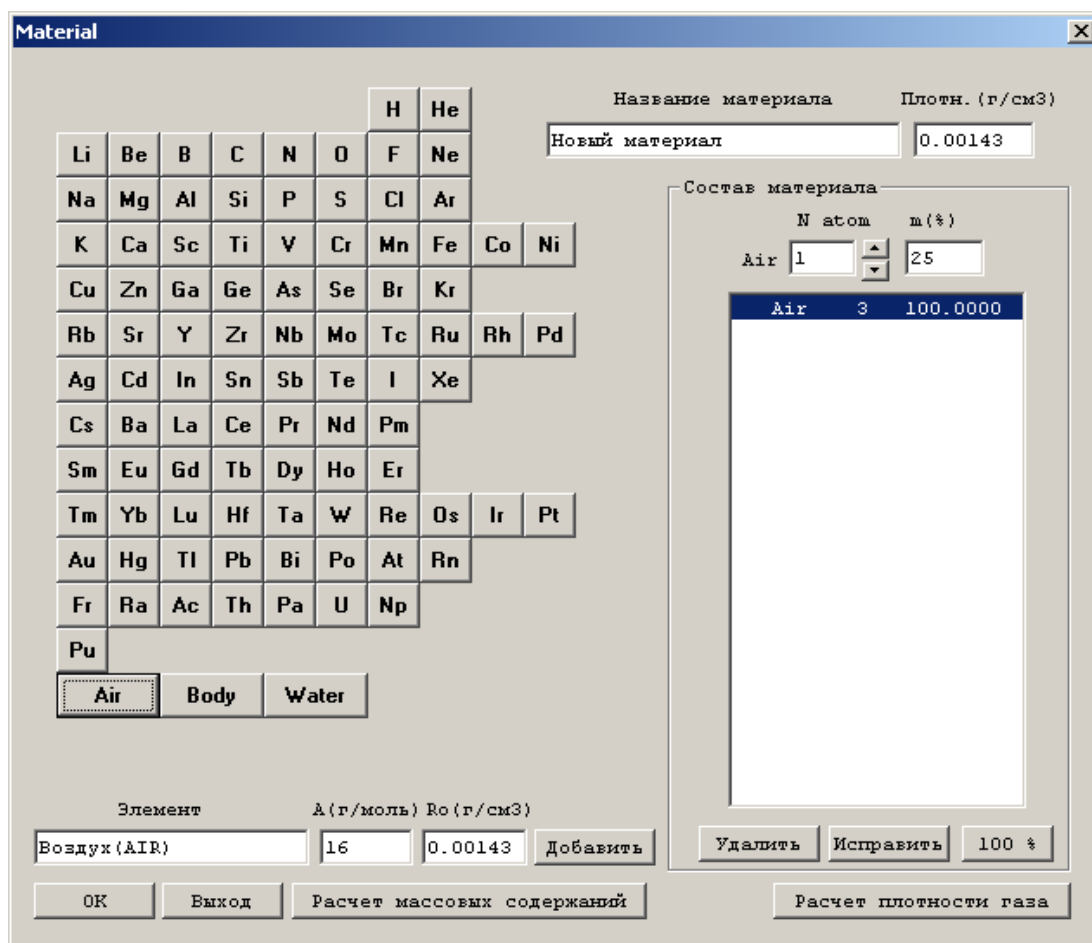 Material
H He
Li Be B C N O F Ne
Na Mg Al Si P S Cl Ar
K Ca Sc Ti V Cr Mn Fe Co Ni
Cu Zn Ga Ge As Se Br Kr
Rb Sr Y Zr Nb Mo Tc Ru Rh Pd
Ag Cd In Sn Sb Te I Xe
Cs Ba La Ce Pr Nd Pm
Sm Eu Gd Tb Dy Ho Er
Tm Yb Lu Hf Ta W Re Os Ir Pt
Au Hg Tl Pb Bi Po At Rn
Fr Ra Ac Th Pa U Np
Pu
Air Body Water
Название материала Плотн.(г/см3)
Новый материал 0.00143
Состав материала
N atom m(%)
Air 1 25
Air 3 100.0000
Удалить Исправить 100 %
Элемент А(г/моль) Ro(г/см3)
Воздух(AIR) 16 0.00143 Добавить
OK Выход Расчет массовых содержаний Расчет плотности газа